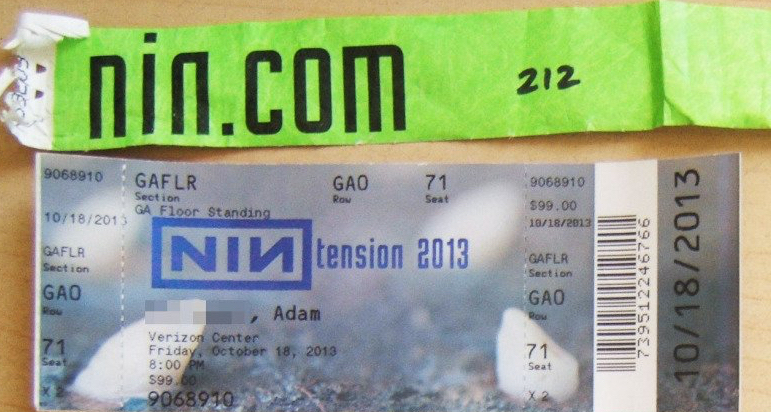 nin.com
212
9068910
10/18/2013
GAFLR
Section
GAO
Row
71
Seat
X 2
GAFLR
Section
GAO
Row
71
Seat
GA Floor Standing
NIN tension 2013
, Adam
Verizon Center
Friday, October 18, 2013
8:00 PM
$99.00
9068910
9068910
$99.00
10/18/2013
GAFLR
Section
GAO
Row
71
Seat
X 2
739512246766
10/18/2013